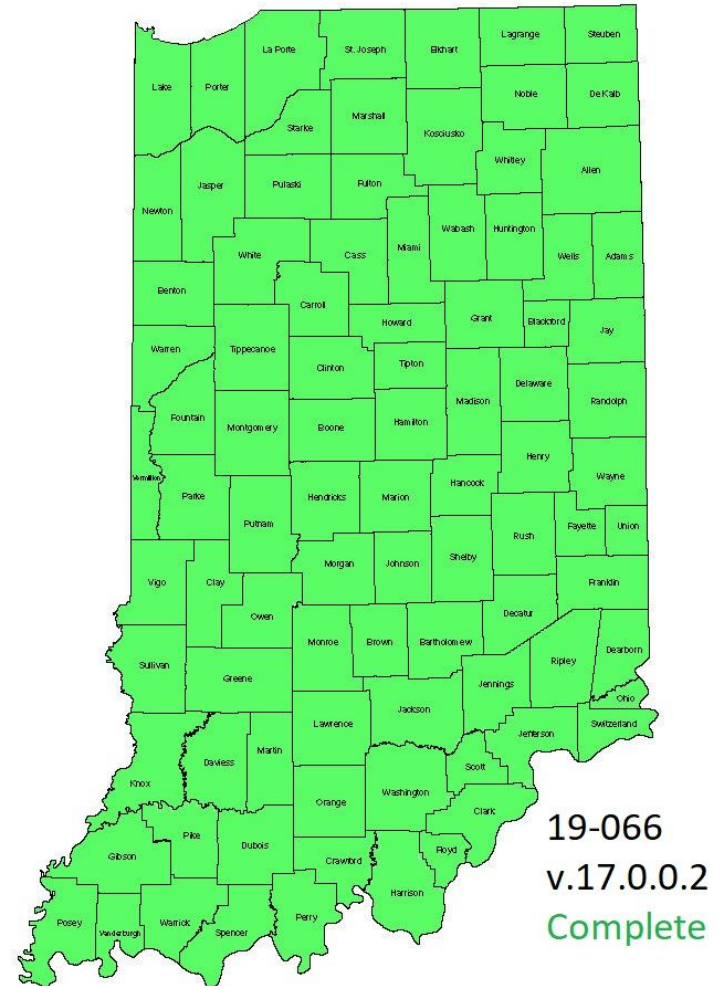 Lagrange
Steuben
La Porte
St. Joseph
Elkhart
Lake
Porter
Noble
De Kalb
Marshall
Starke
Kosciusko
Whitley
Allen
Jasper
Pulaski
Fulton
Newton
Wabash
Huntington
White
Cass
Miami
Wells
Adams
Benton
Carroll
Howard
Grant
Blackford
Jay
Warren
Tippecanoe
Clinton
Tipton
Delaware
Madison
Randolph
Fountain
Montgomery
Boone
Hamilton
Henry
Vermillion
Parke
Hendricks
Marion
Hancock
Wayne
Putnam
Rush
Fayette
Union
Vigo
Clay
Morgan
Johnson
Shelby
Franklin
Owen
Decatur
Monroe
Brown
Bartholomew
Sullivan
Greene
Ripley
Dearborn
Jennings
Ohio
Lawrence
Jackson
Switzerland
Jefferson
Daviess
Martin
Knox
Scott
Orange
Washington
Clark
Pike
Dubois
Gibson
Crawford
Floyd
Harrison
Posey
Vanderburgh
Warrick
Spencer
Perry
19-066
v.17.0.0.2
Complete